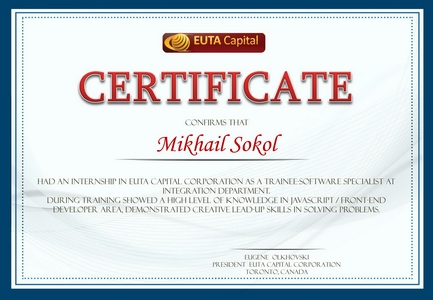 EUTA Capital
CERTIFICATE
CONFIRMS THAT
Mikhail Sokol
HAD AN INTERNSHIP IN EUTA CAPITAL CORPORATION AS A TRAINEE-SOFTWARE SPECIALIST AT
INTEGRATION DEPARTMENT.
DURING TRAINING SHOWED A HIGH LEVEL OF KNOWLEDGE IN JAVASCRIPT / FRONT-END
DEVELOPER AREA, DEMONSTRATED CREATIVE LEAD-UP SKILLS IN SOLVING PROBLEMS.
EUGENE OLKHOVSKI
PRESIDENT EUTA CAPITAL CORPORATION
TORONTO, CANADA